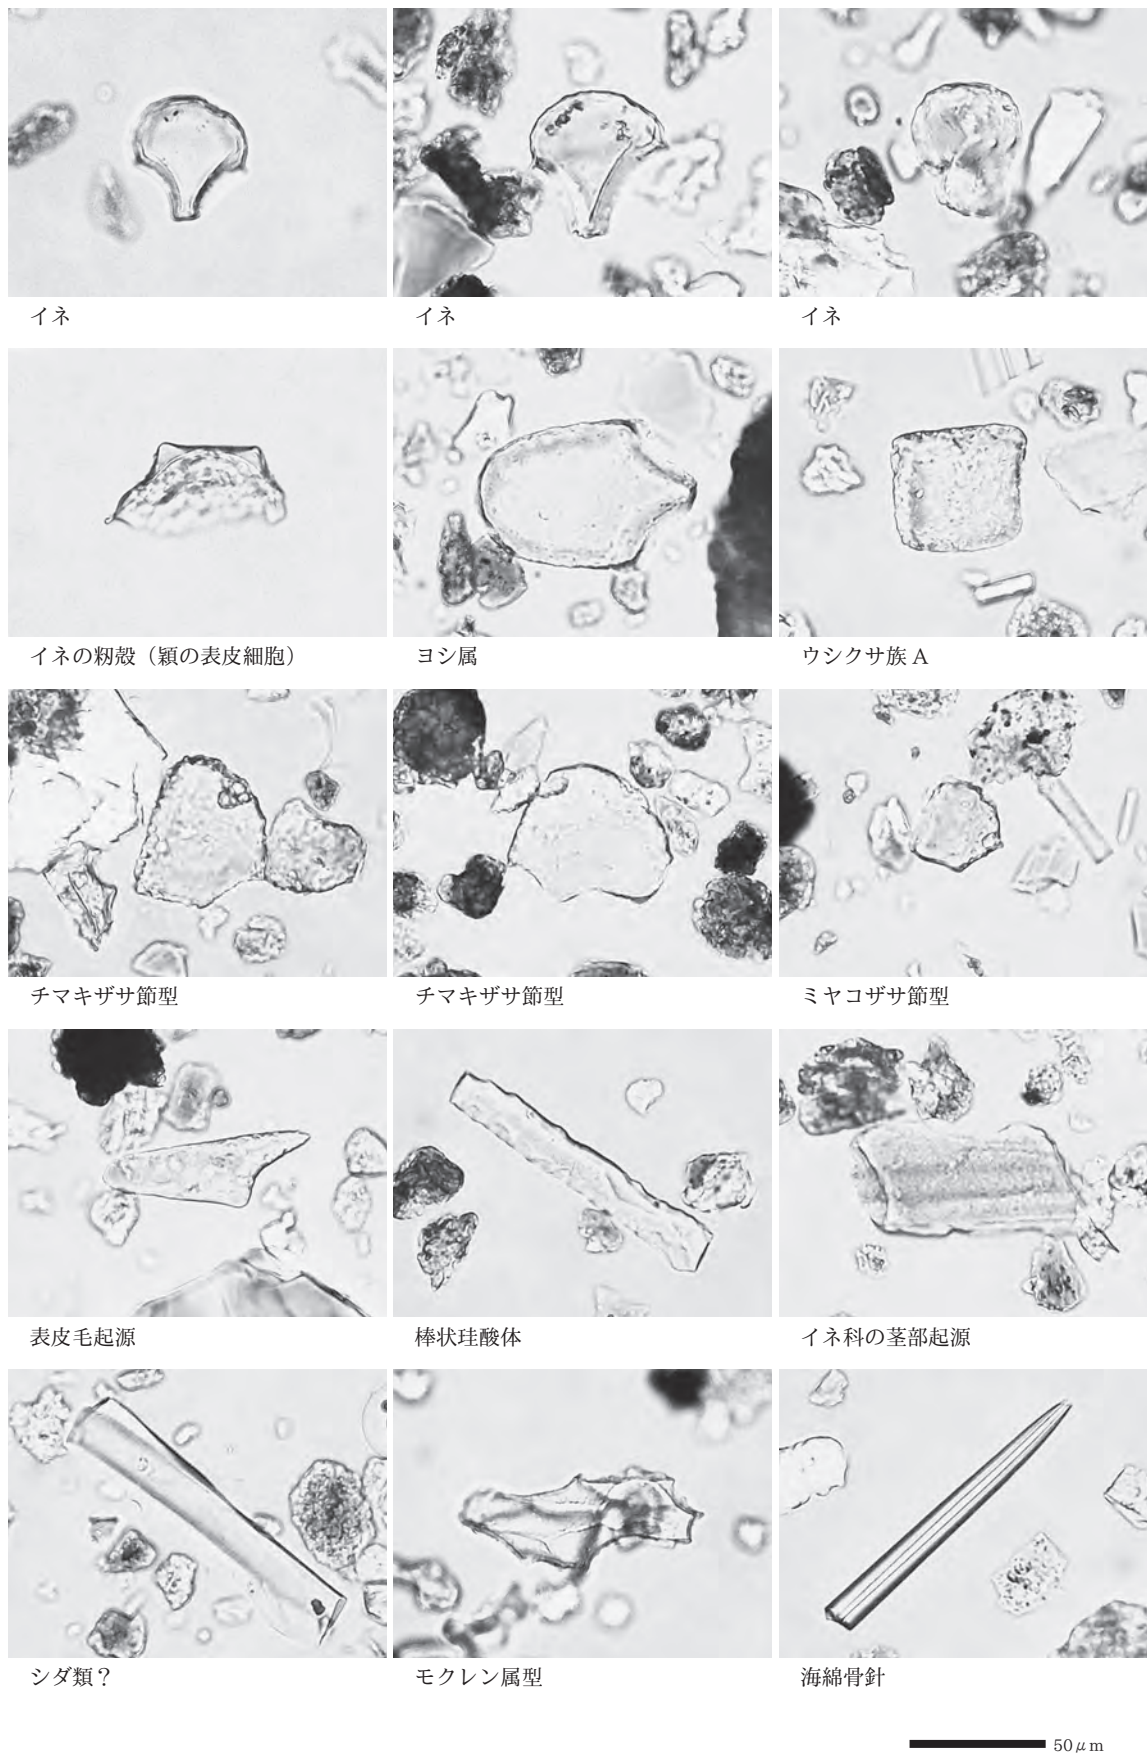 イネ
イネ
イネ
イネの籾殻（穎の表皮細胞）
ヨシ属
ウシクサ族 A
チマキザサ節型
チマキザサ節型
ミヤコザサ節型
表皮毛起源
棒状珪酸体
イネ科の茎部起源
シダ類？
モクレン属型
海綿骨針
50μm